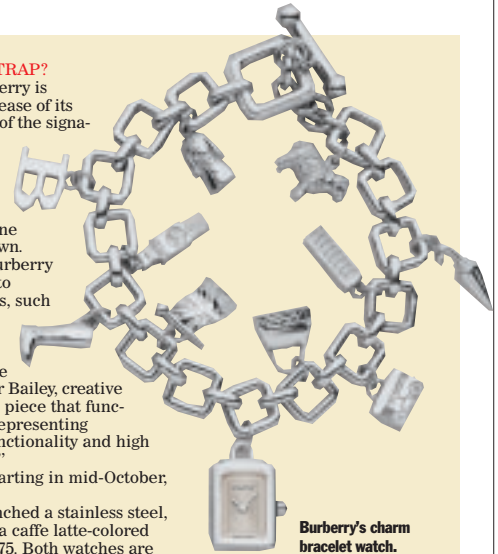 TRAP?
erry is
ease of its
of the signa-
ne
wn.
urberry
to
s, such
e
r Bailey, creative
piece that func-
epresenting
nctionality and high
”
arting in mid-October,
nched a stainless steel,
a caffe latte-colored
75. Both watches are
Burberry's charm
bracelet watch.